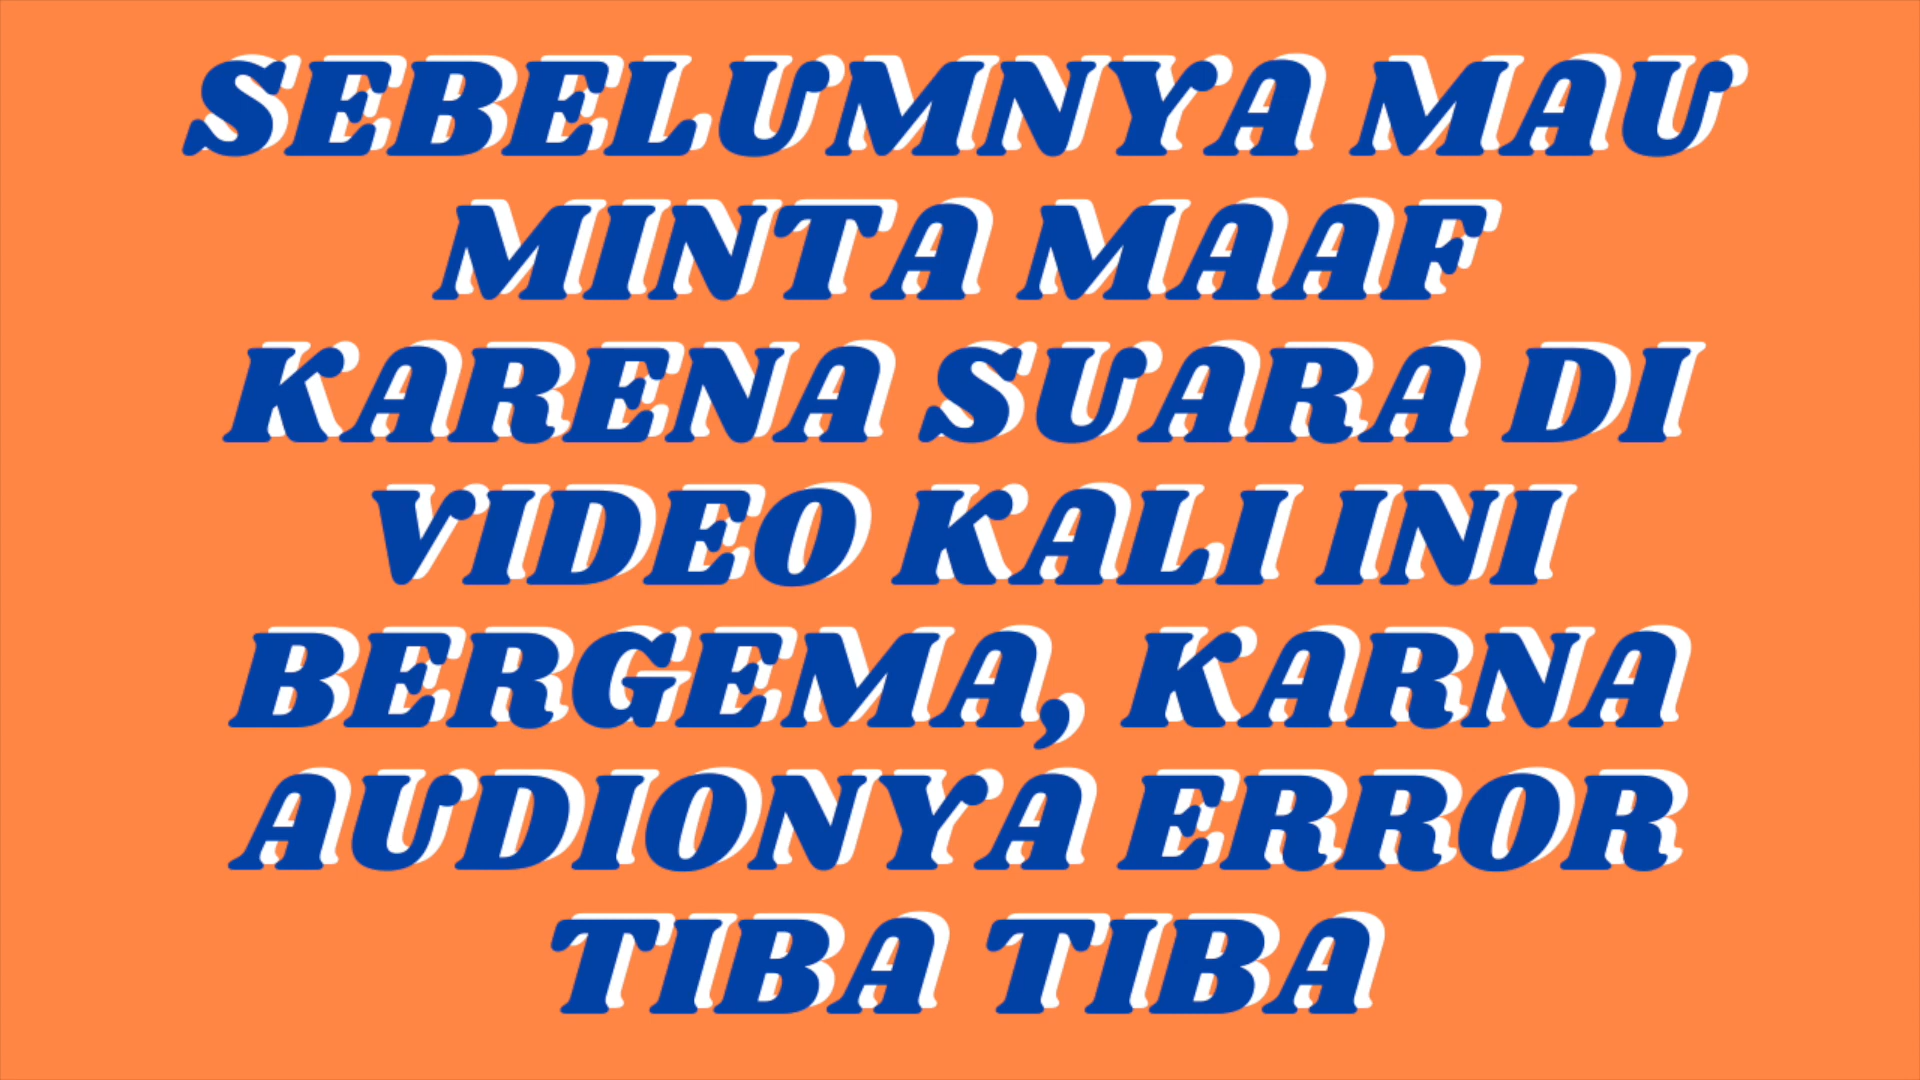 SEBELUMNYA MAU
MINTA MAAF
KARENA SUARA DI
VIDEO KALI INI
BERGEMA, KARNA
AUDIONYA ERROR
TIBA TIBA